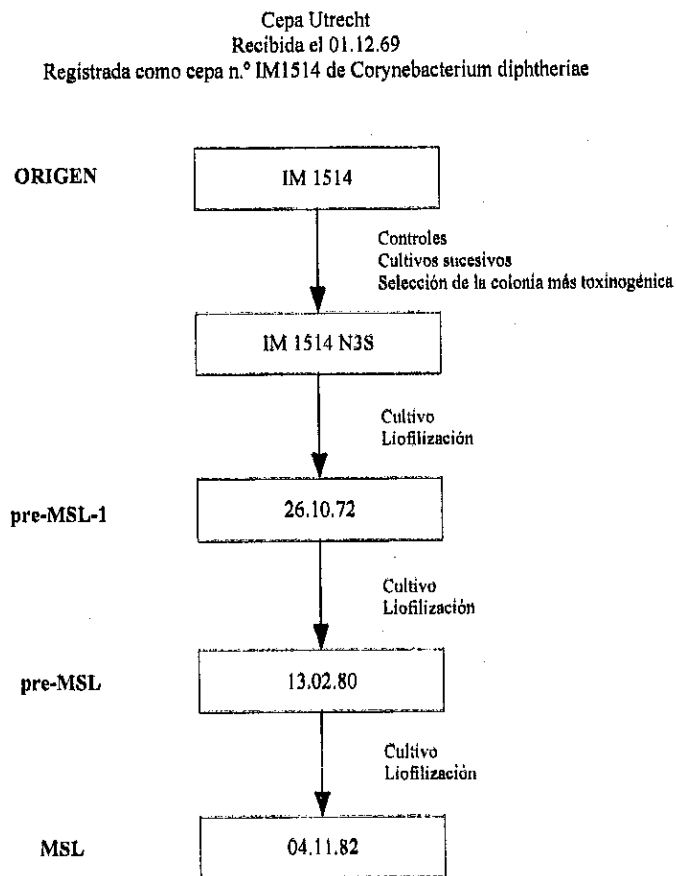 Cepa Utrecht
Recibida el 01.12.69
Registrada como cepa n.º IM1514 de Corynebacterium diphtheriae
ORIGEN
IM 1514
Controles
Cultivos sucesivos
Selección de la colonia más toxinogénica
IM 1514 N3S
Cultivo
Liofilización
pre-MSL-1
26.10.72
Cultivo
Liofilización
pre-MSL
13.02.80
Cultivo
Liofilización
MSL
04.11.82